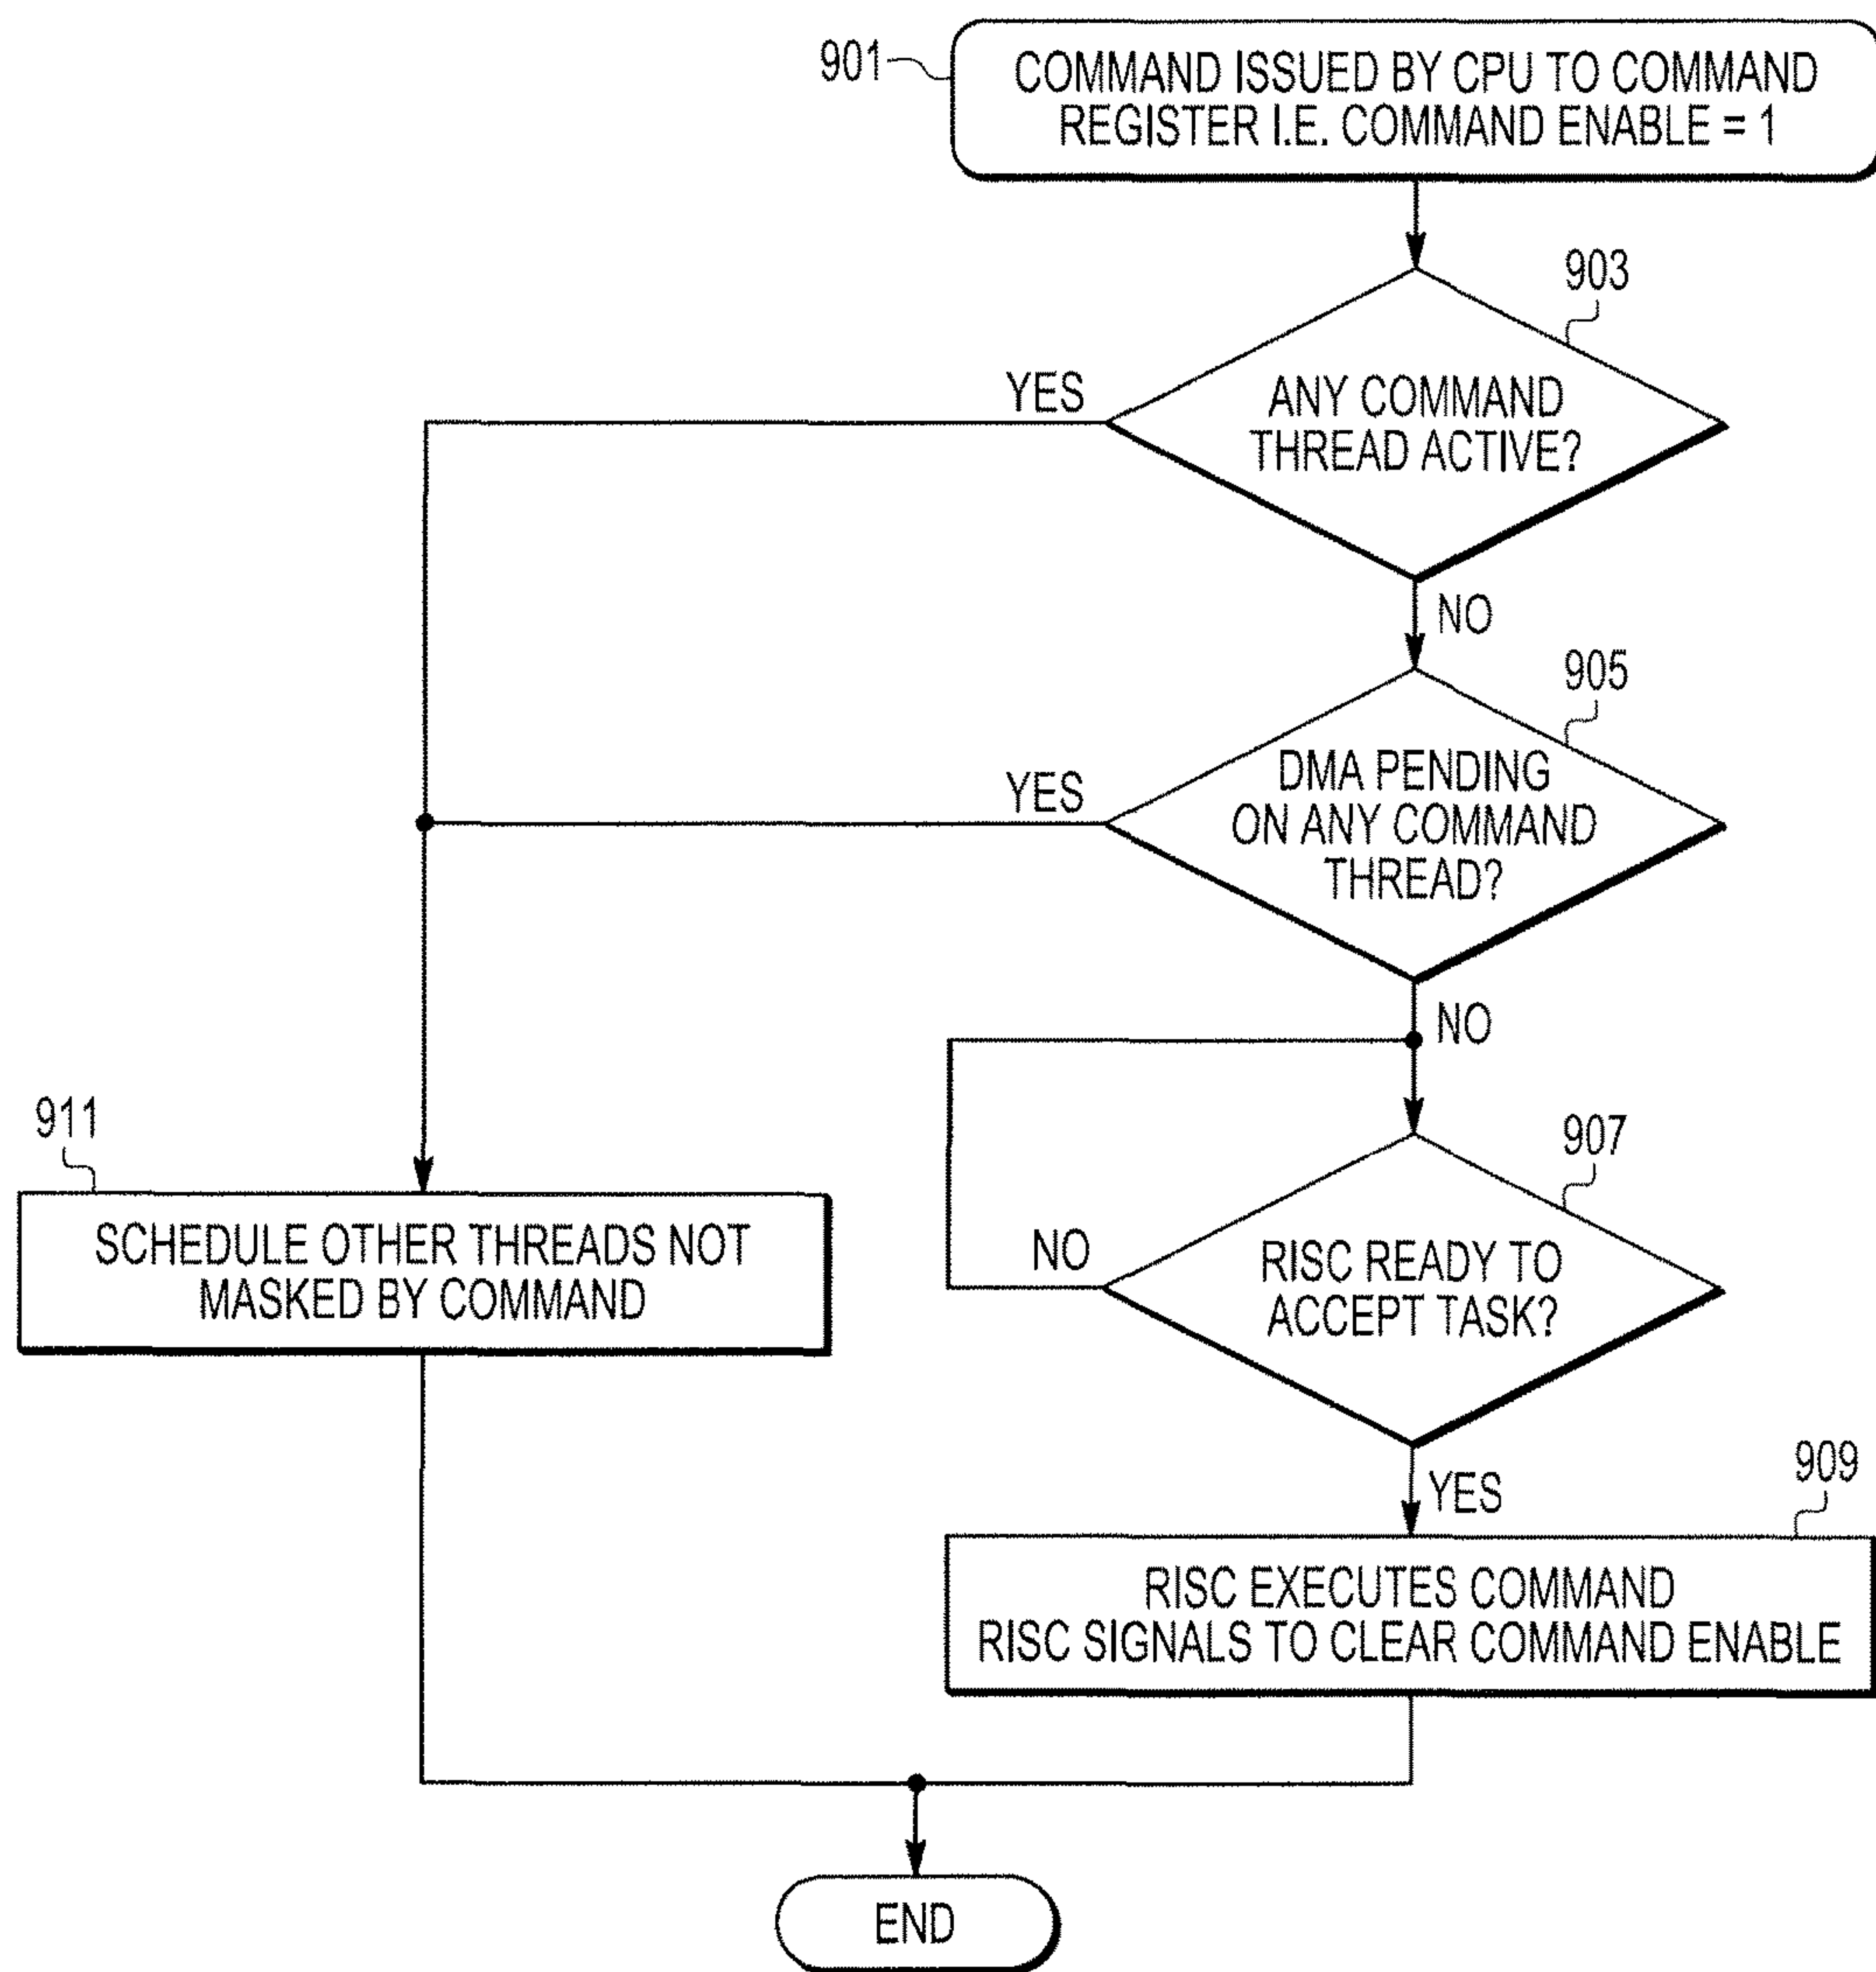 901
COMMAND ISSUED BY CPU TO COMMAND
REGISTER I.E. COMMAND ENABLE = 1
903
YES
ANY COMMAND
THREAD ACTIVE?
NO
905
YES
DMA PENDING
ON ANY COMMAND
THREAD?
NO
911
SCHEDULE OTHER THREADS NOT
MASKED BY COMMAND
907
NO
RISC READY TO
ACCEPT TASK?
YES
909
RISC EXECUTES COMMAND
RISC SIGNALS TO CLEAR COMMAND ENABLE
END